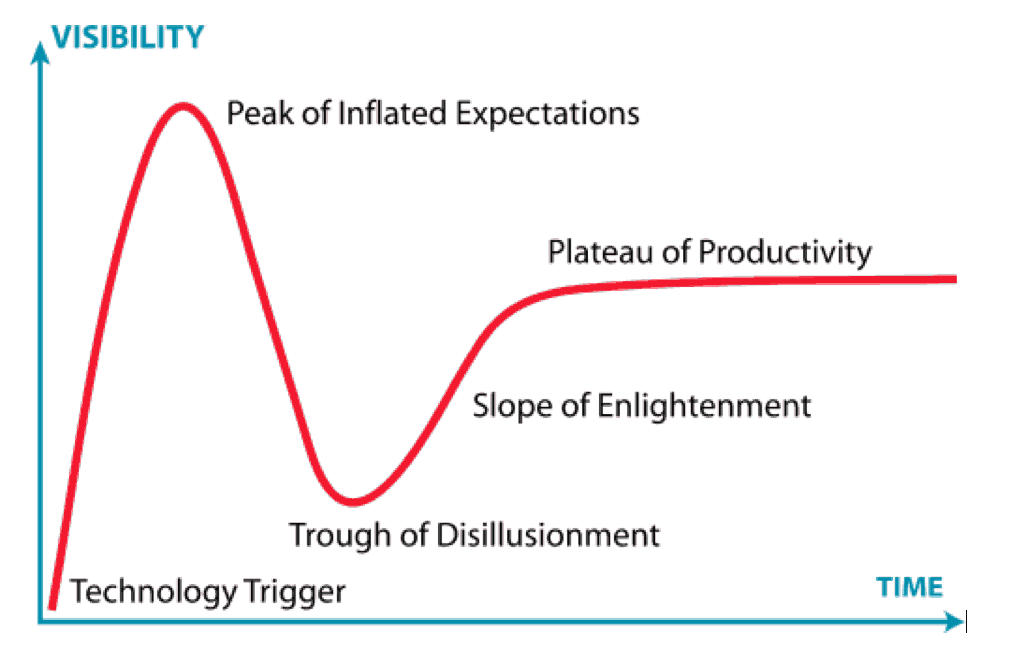 VISIBILITY
Peak of Inflated Expectations
Plateau of Productivity
Slope of Enlightenment
Trough of Disillusionment
Technology Trigger
TIME